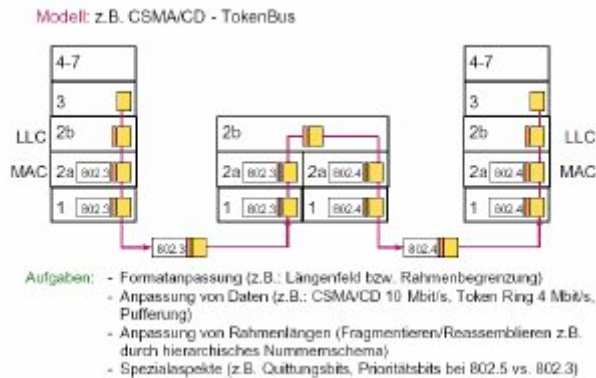 Modell: z.B. CSMA/CD - TokenBus
4-7 4-7
3 3
LLC 2b 2b 2b LLC
MAC 2a 802.3 2a 802.3 2a 802.4 2a 802.4 MAC
1 802.3 1 802.3 1 802.4 1 802.4
802.3 802.4
Aufgaben: - Formatanpassung (z.B.: Längenfeld bzw. Rahmenbegrenzung)
- Anpassung von Daten (z.B.: CSMA/CD 10 Mbit/s, Token Ring 4 Mbit/s,
Pufferung)
- Anpassung von Rahmenlängen (Fragmentieren/Reassemblieren z.B.
durch hierarchisches Nummernschema)
- Spezialaspekte (z.B. Quittungsbits, Prioritätsbits bei 802.5 vs. 802.3)